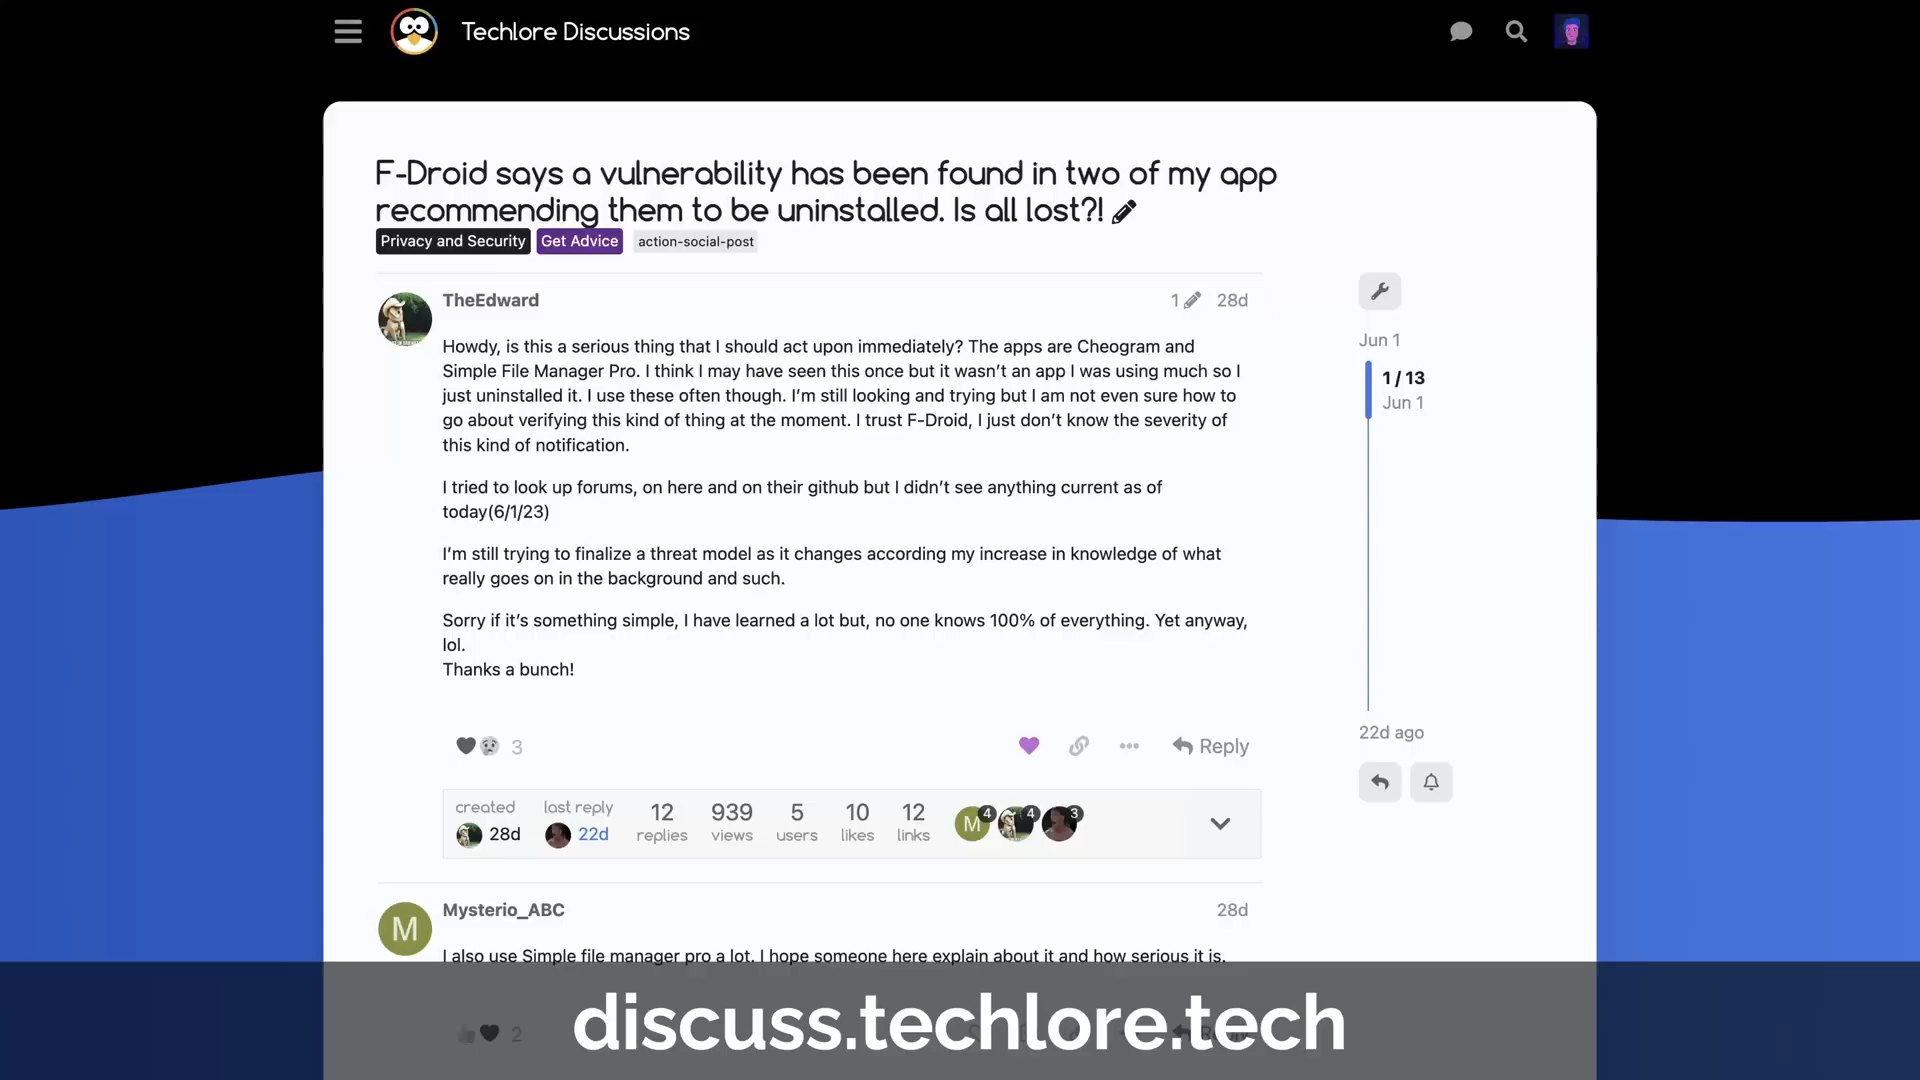 Techlore Discussions
F-Droid says a vulnerability has been found in two of my app
recommending them to be uninstalled. Is all lost?!
Privacy and Security Get Advice action-social-post
TheEdward 1 28d
Howdy, is this a serious thing that I should act upon immediately? The apps are Cheogram and
Simple File Manager Pro. I think I may have seen this once but it wasn’t an app I was using much so I
just uninstalled it. I use these often though. I’m still looking and trying but I am not even sure how to
go about verifying this kind of thing at the moment. I trust F-Droid, I just don’t know the severity of
this kind of notification.
I tried to look up forums, on here and on their github but I didn’t see anything current as of
today(6/1/23)
I’m still trying to finalize a threat model as it changes according my increase in knowledge of what
really goes on in the background and such.
Sorry if it’s something simple, I have learned a lot but, no one knows 100% of everything. Yet anyway,
lol.
Thanks a bunch!
3 Reply
created last reply 12 939 5 10 12 M 4 4 3
28d 22d replies views users likes links
Jun 1
1 / 13
Jun 1
22d ago
M Mysterio_ABC 28d
I also use Simple file manager pro a lot. I hope someone here explain about it and how serious it is.
2
discuss.techlore.tech